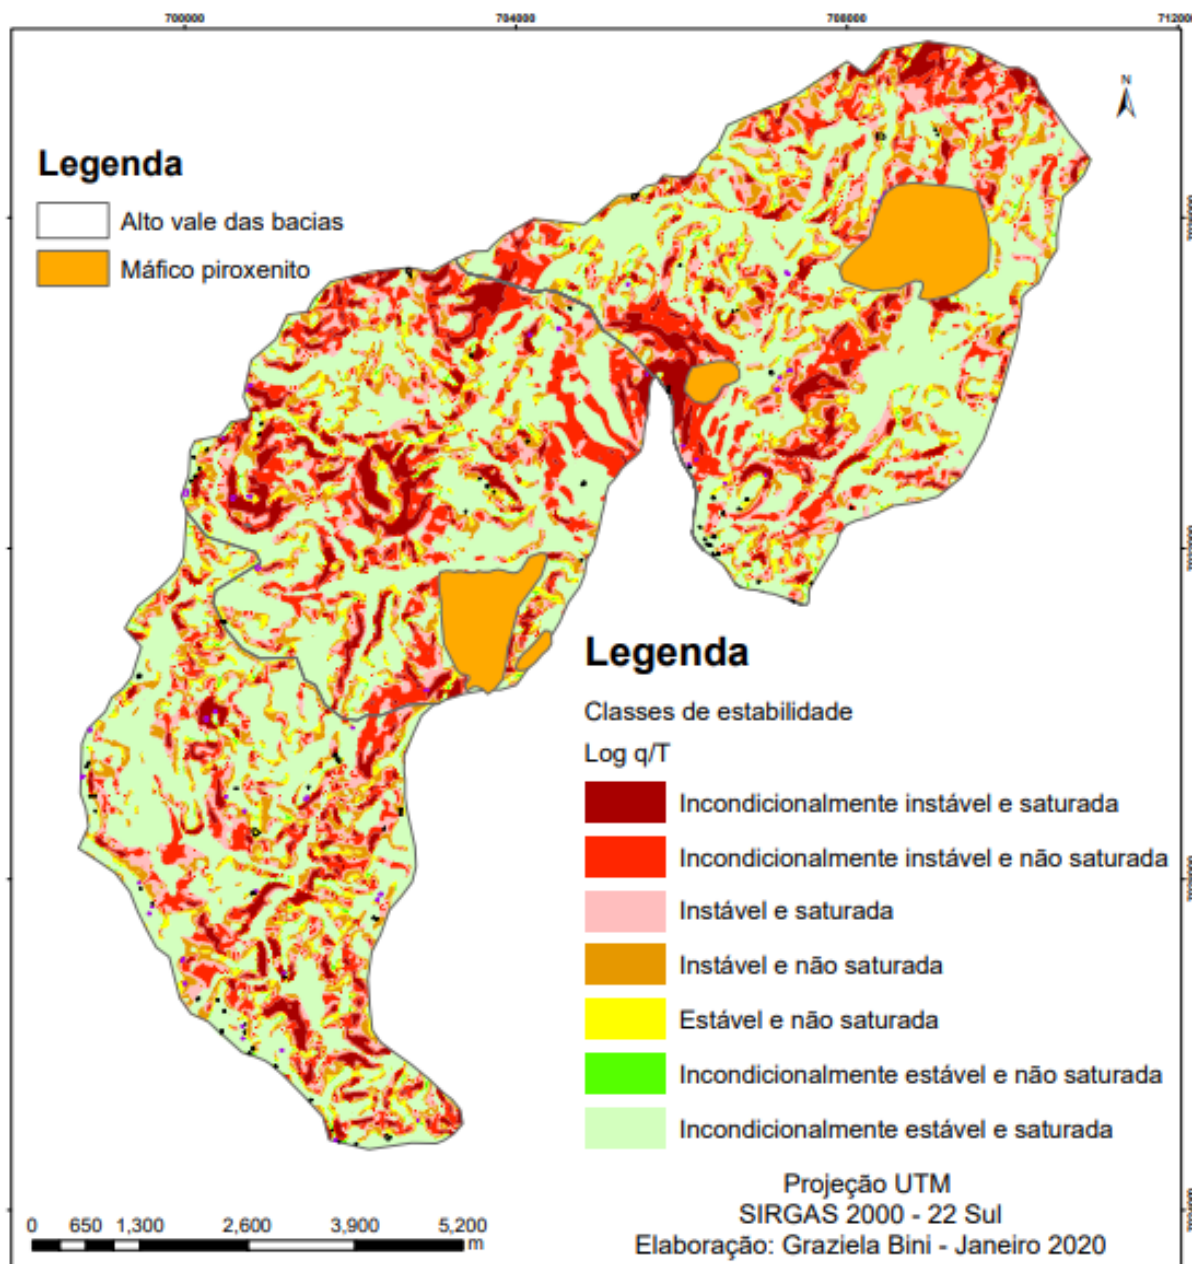 700000
704000
708000
712000
N
Legenda
Alto vale das bacias
Máfico piroxenito
Legenda
Classes de estabilidade
Log q/T
Incondicionalmente instável e saturada
Incondicionalmente instável e não saturada
Instável e saturada
Instável e não saturada
Estável e não saturada
Incondicionalmente estável e não saturada
Incondicionalmente estável e saturada
Projeção UTM
SIRGAS 2000 - 22 Sul
Elaboração: Graziela Bini - Janeiro 2020
0 650 1,300 2,600 3,900 5,200
m